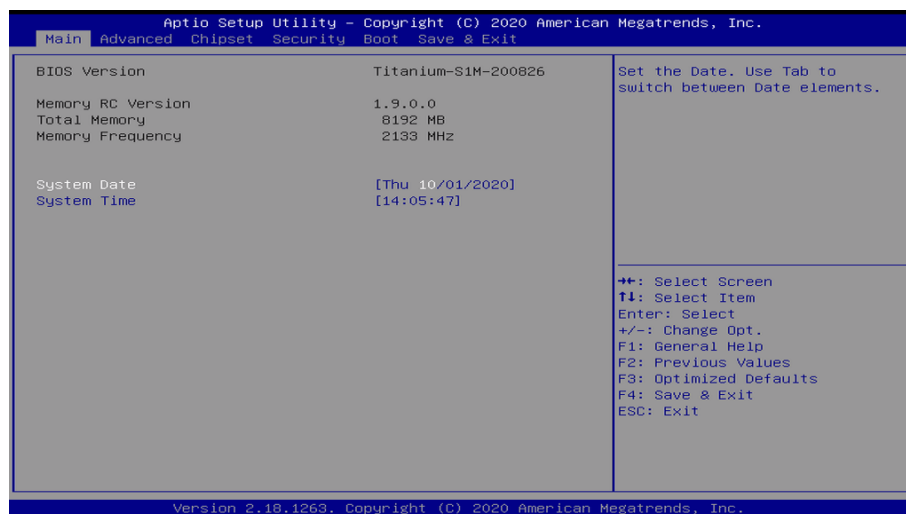 Aptio Setup Utility – Copyright (C) 2020 American Megatrends, Inc.
Main Advanced Chipset Security Boot Save & Exit
BIOS Version Titanium-S1M-200826
Memory RC Version 1.9.0.0
Total Memory 8192 MB
Memory Frequency 2133 MHz
System Date [Thu 10/01/2020]
System Time [14:05:47]
Set the Date. Use Tab to
switch between Date elements.
→←: Select Screen
↑↓: Select Item
Enter: Select
+/-: Change Opt.
F1: General Help
F2: Previous Values
F3: Optimized Defaults
F4: Save & Exit
ESC: Exit
Version 2.18.1263. Copyright (C) 2020 American Megatrends, Inc.